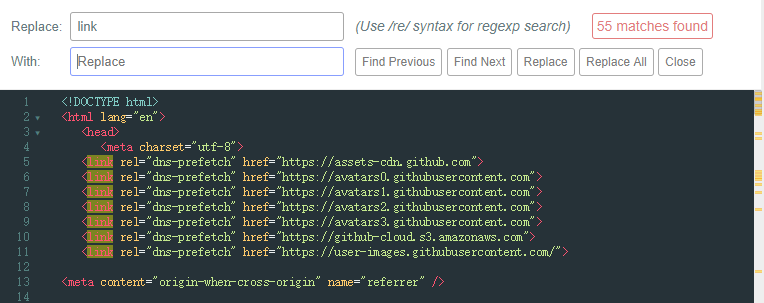 Replace: link (Use /re/ syntax for regexp search) 55 matches found
With: Replace Find Previous Find Next Replace Replace All Close
1 <!DOCTYPE html>
2 <html lang="en">
3 <head>
4 <meta charset="utf-8">
5 <link rel="dns-prefetch" href="https://assets-cdn.github.com">
6 <link rel="dns-prefetch" href="https://avatars0.githubusercontent.com">
7 <link rel="dns-prefetch" href="https://avatars1.githubusercontent.com">
8 <link rel="dns-prefetch" href="https://avatars2.githubusercontent.com">
9 <link rel="dns-prefetch" href="https://avatars3.githubusercontent.com">
10 <link rel="dns-prefetch" href="https://github-cloud.s3.amazonaws.com">
11 <link rel="dns-prefetch" href="https://user-images.githubusercontent.com/">
12
13 <meta content="origin-when-cross-origin" name="referrer" />
14